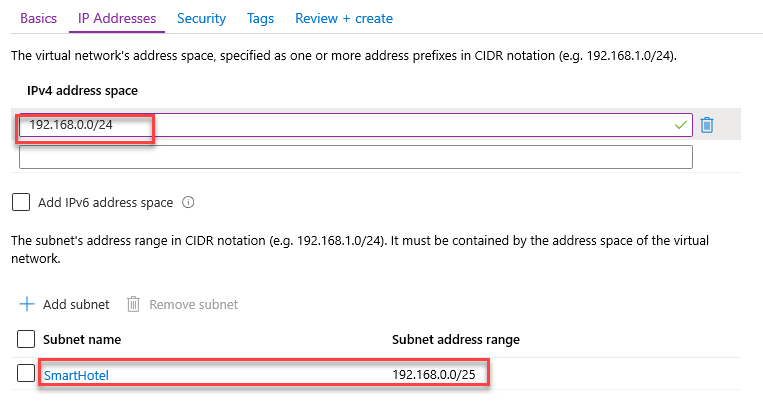 Basics IP Addresses Security Tags Review + create
The virtual network's address space, specified as one or more address prefixes in CIDR notation (e.g. 192.168.1.0/24).
IPv4 address space
192.168.0.0/24
Add IPv6 address space
The subnet's address range in CIDR notation (e.g. 192.168.1.0/24). It must be contained by the address space of the virtual
network.
Add subnet Remove subnet
Subnet name Subnet address range
SmartHotel 192.168.0.0/25